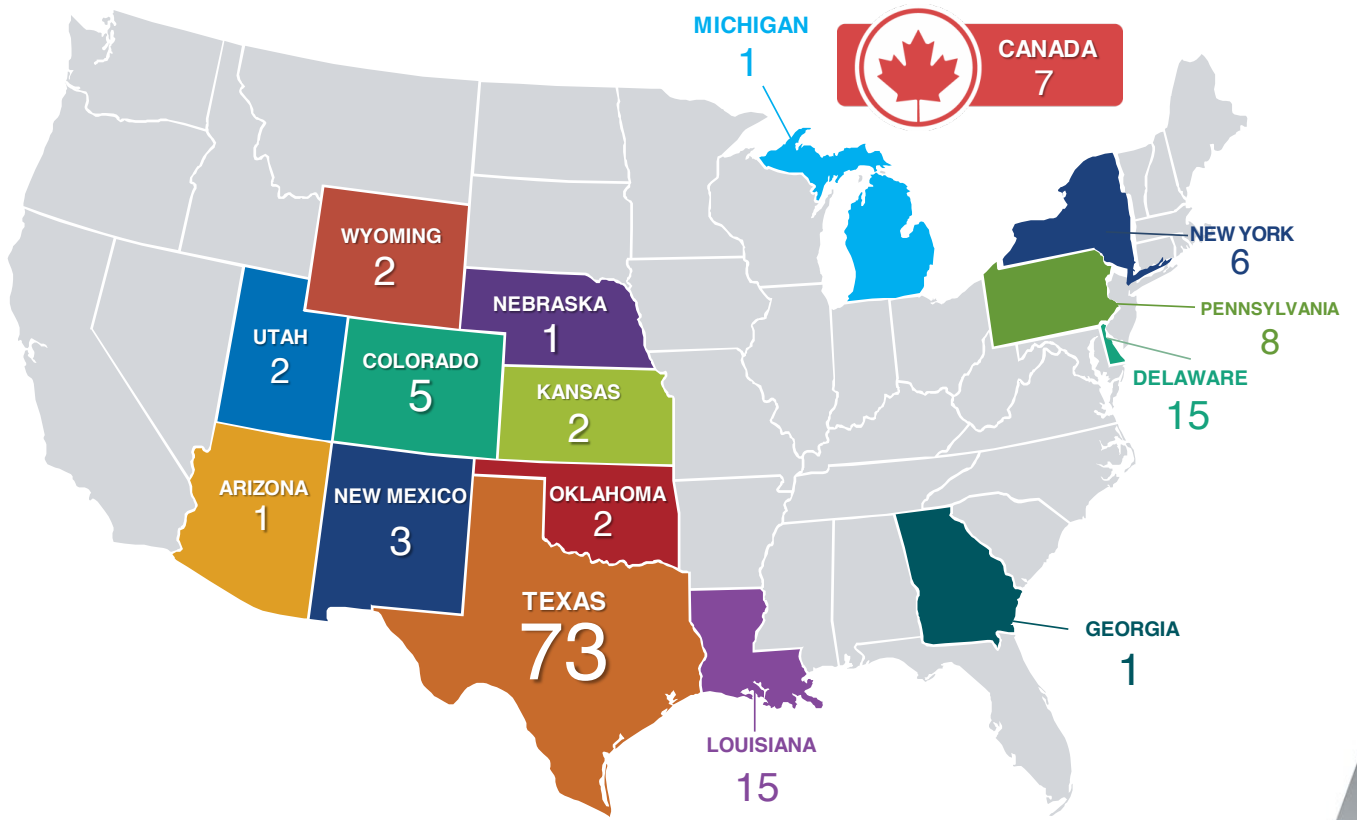 MICHIGAN
1
CANADA
7
WYOMING
2
NEW YORK
6
NEBRASKA
1
PENNSYLVANIA
8
UTAH
2
COLORADO
5
DELAWARE
15
KANSAS
2
ARIZONA
1
NEW MEXICO
3
OKLAHOMA
2
TEXAS
73
GEORGIA
1
LOUISIANA
15